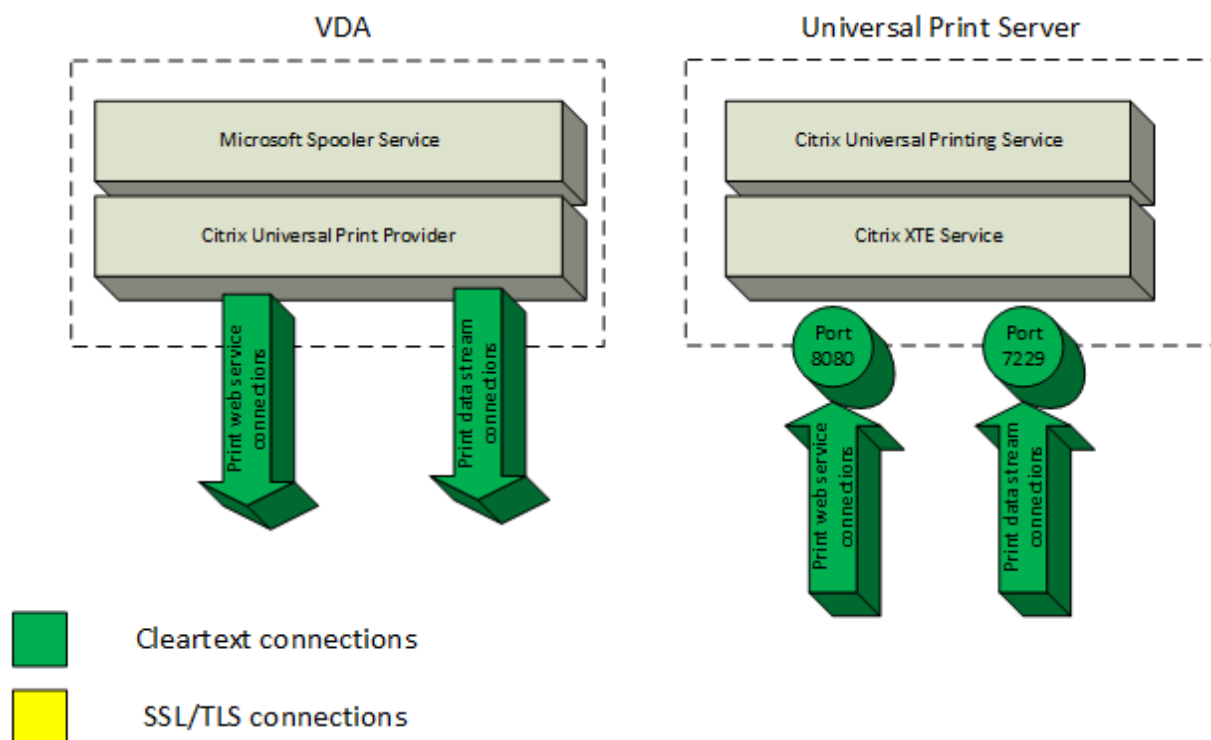 VDA
Universal Print Server
Microsoft Spooler Service
Citrix Universal Print Provider
Citrix Universal Printing Service
Citrix XTE Service
Print web service
connections
Print data stream
connections
Port
8080
Port
7229
Print web service
connections
Print data stream
connections
Cleartext connections
SSL/TLS connections